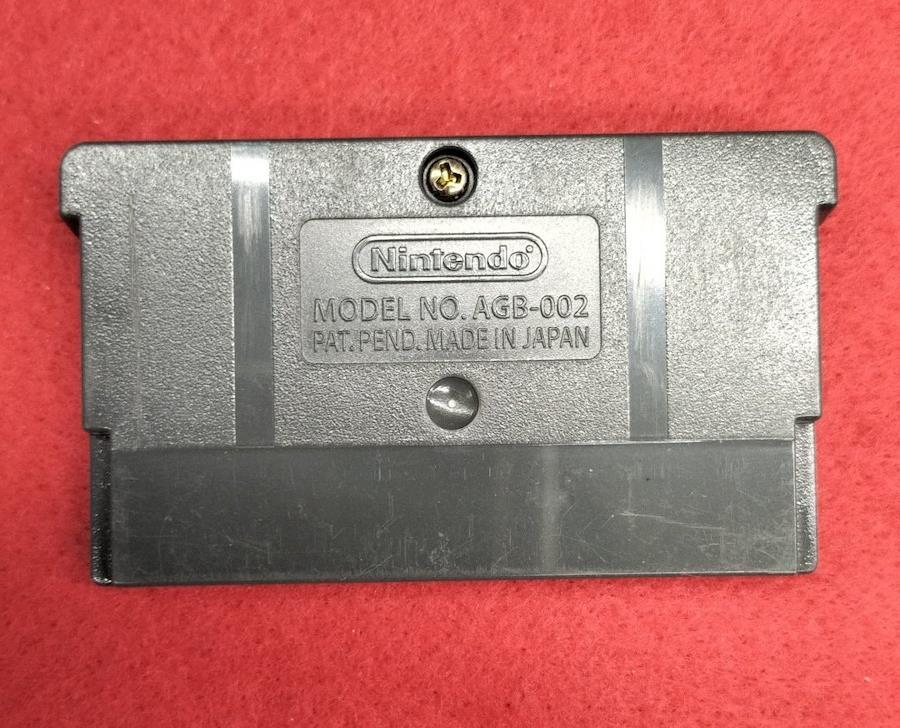 Nintendo
MODEL NO. AGB-002
PAT. PEND. MADE IN JAPAN